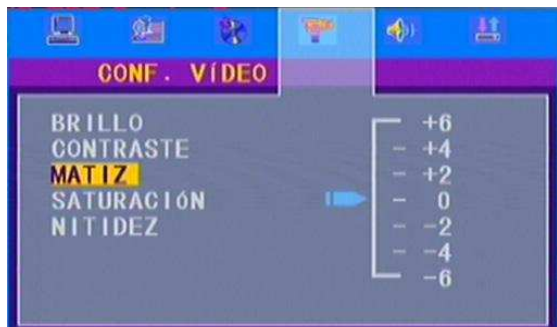 CONF. VÍDEO
BRILLO
CONTRASTE
MATIZ
SATURACIÓN
NITIDEZ
+6
+4
+2
0
-2
-4
-6